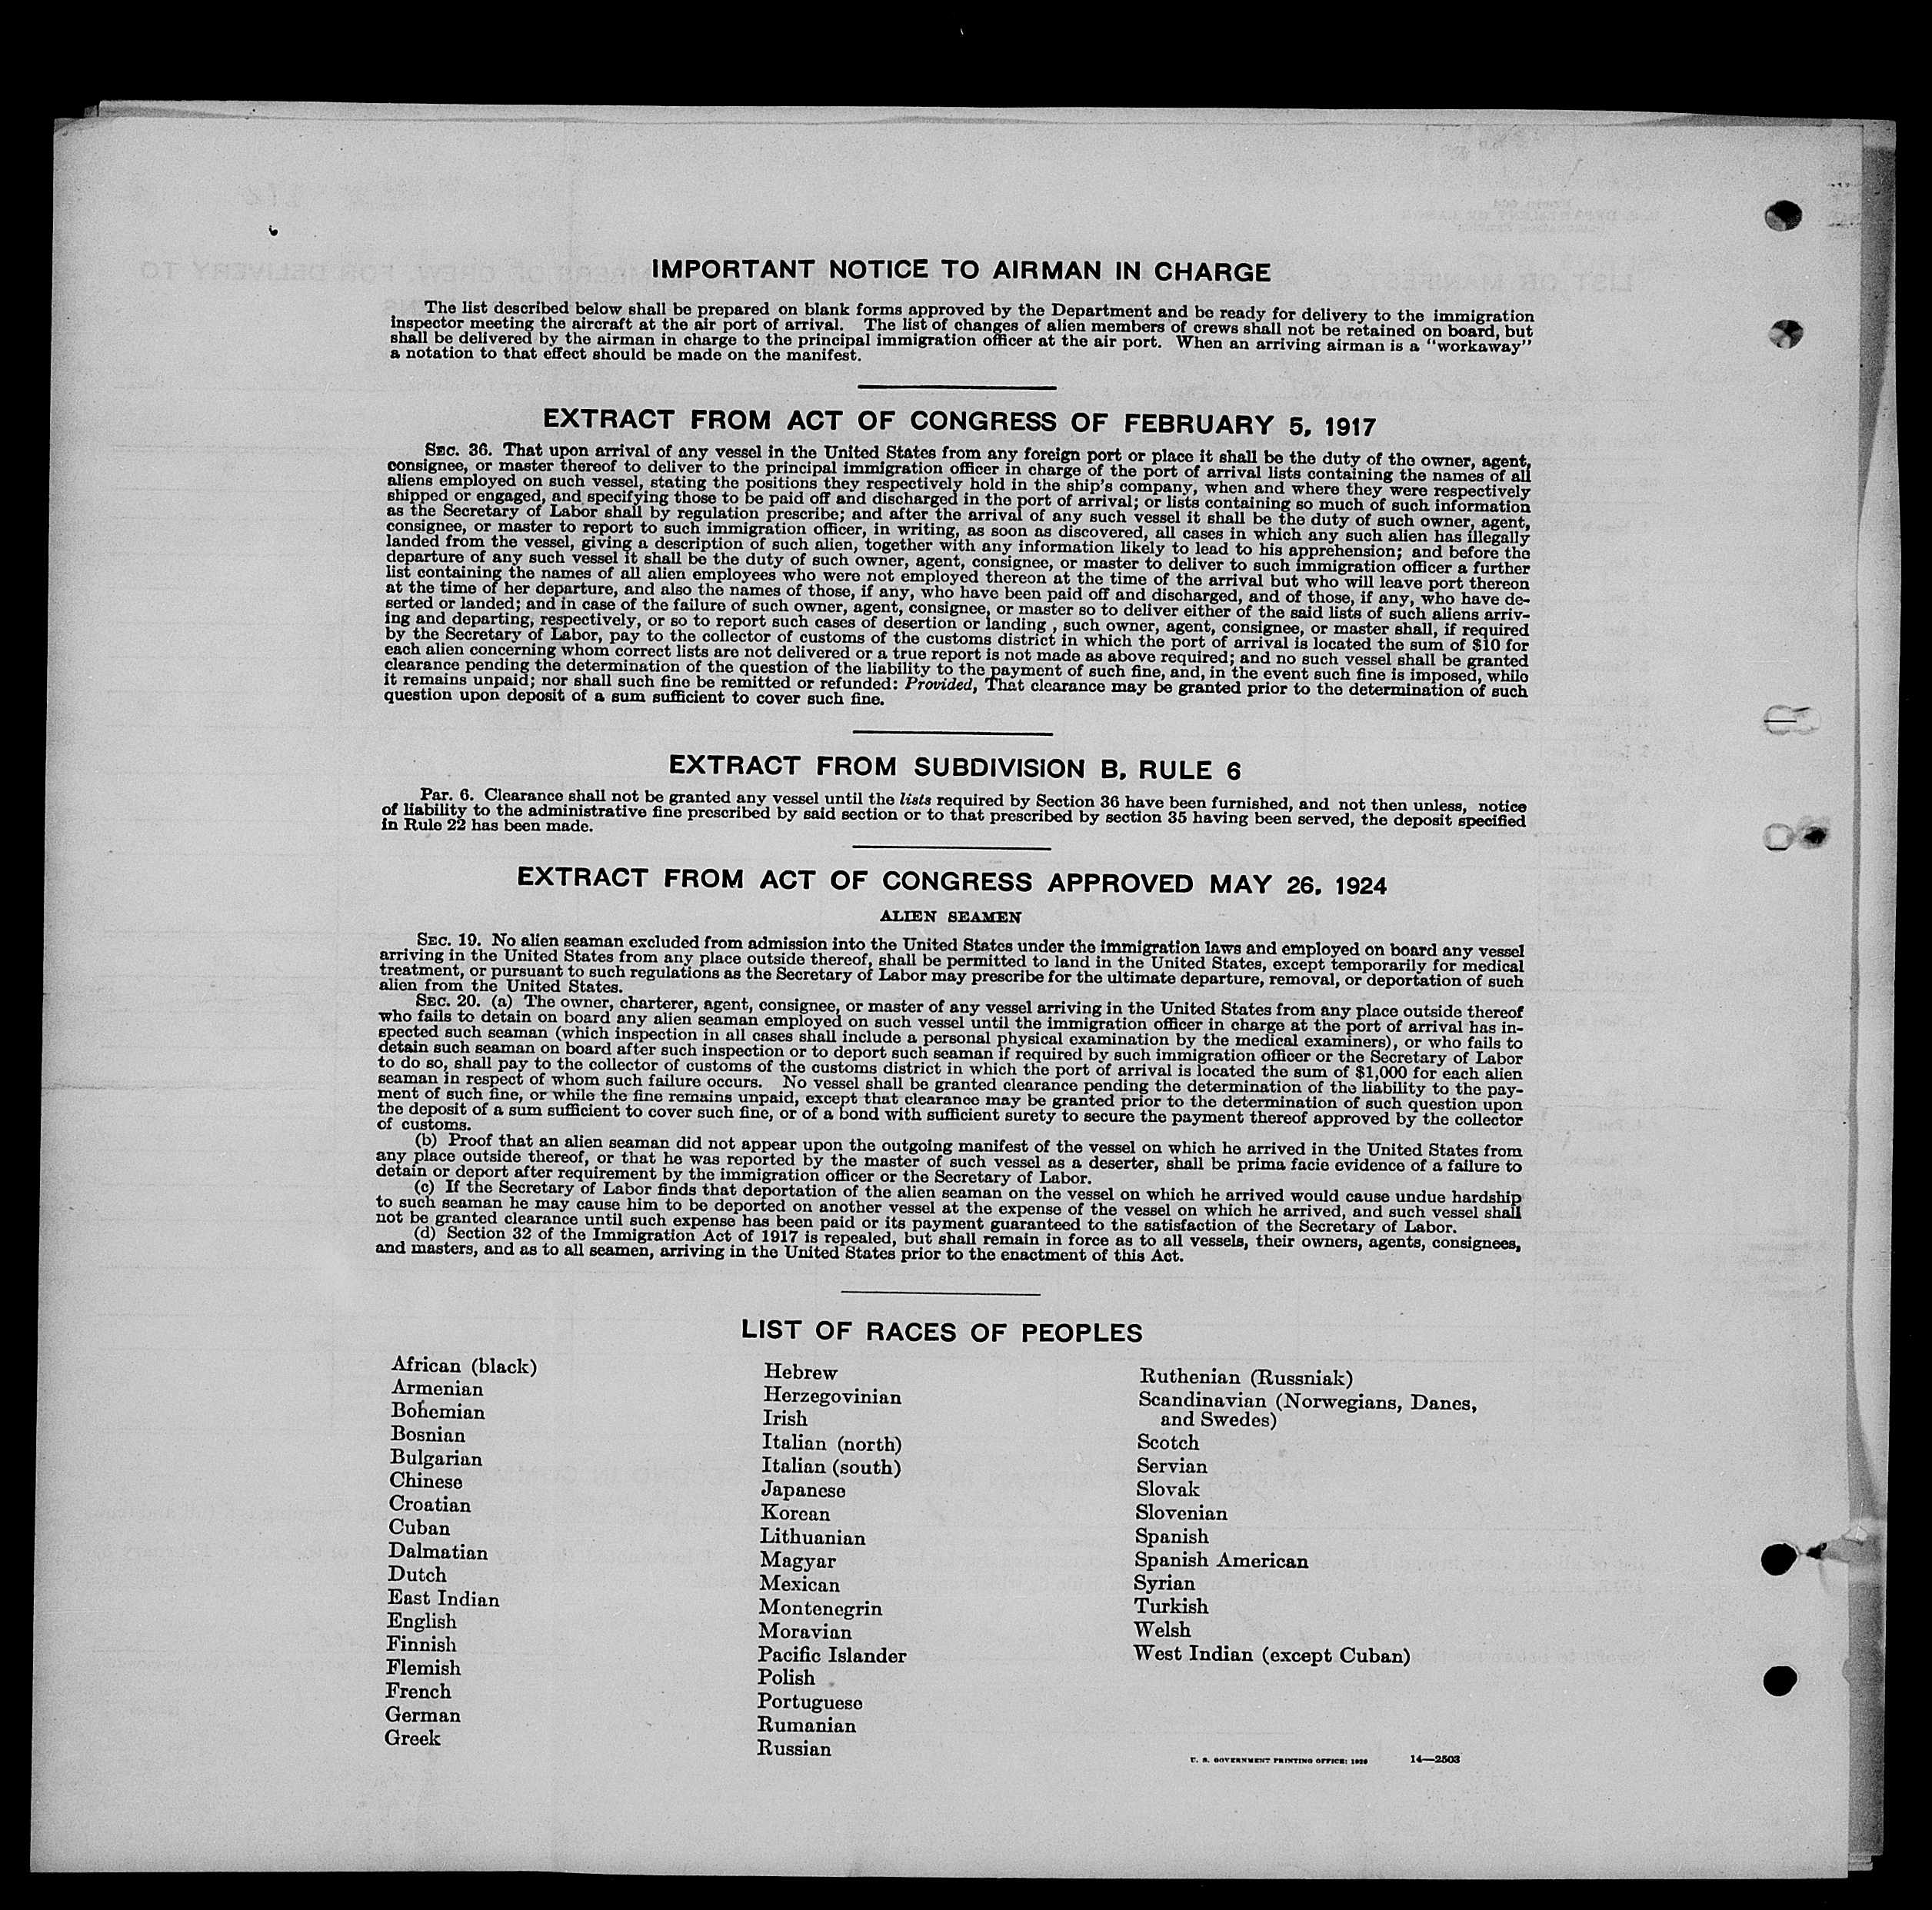 IMPORTANT NOTICE TO AIRMAN IN CHARGE
The list described below shall be prepared on blank forms approved by the Department and be ready for delivery to the immigration
inspector meeting the aircraft at the air port of arrival. The list of changes of alien members of crews shall not be retained on board, but
shall be delivered by the airman in charge to the principal immigration officer at the air port. When an arriving airman is a "workaway"
a notation to that effect should be made on the manifest.
EXTRACT FROM ACT OF CONGRESS OF FEBRUARY 5, 1917
SEC. 36. That upon arrival of any vessel in the United States from any foreign port or place it shall be the duty of the owner, agent,
consignee, or master thereof to deliver to the principal immigration officer in charge of the port of arrival lists containing the names of all
aliens employed on such vessel, stating the positions they respectively hold in the ship's company, when and where they were respectively
shipped or engaged, and specifying those to be paid off and discharged in the port of arrival; or lists containing so much of such information
as the Secretary of Labor shall by regulation prescribe; and after the arrival of any such vessel it shall be the duty of such owner, agent,
consignee, or master to report to such immigration officer, in writing, as soon as discovered, all cases in which any such alien has illegally
landed from the vessel, giving a description of such alien, together with any information likely to lead to his apprehension; and before the
departure of any such vessel it shall be the duty of such owner, agent, consignee, or master to deliver to such immigration officer a further
list containing the names of all alien employees who were not employed thereon at the time of the arrival but who will leave port thereon
at the time of her departure, and also the names of those, if any, who have been paid off and discharged, and of those, if any, who have de-
serted or landed; and in case of the failure of such owner, agent, consignee, or master so to deliver either of the said lists of such aliens arriv-
ing and departing, respectively, or so to report such cases of desertion or landing , such owner, agent, consignee, or master shall, if required
by the Secretary of Labor, pay to the collector of customs of the customs district in which the port of arrival is located the sum of $10 for
each alien concerning whom correct lists are not delivered or a true report is not made as above required; and no such vessel shall be granted
clearance pending the determination of the question of the liability to the payment of such fine, and, in the event such fine is imposed, while
it remains unpaid; nor shall such fine be remitted or refunded: Provided, That clearance may be granted prior to the determination of such
question upon deposit of a sum sufficient to cover such fine.
EXTRACT FROM SUBDIVISION B, RULE 6
Par. 6. Clearance shall not be granted any vessel until the lists required by Section 36 have been furnished, and not then unless, notice
of liability to the administrative fine prescribed by said section or to that prescribed by section 35 having been served, the deposit specified
in Rule 22 has been made.
EXTRACT FROM ACT OF CONGRESS APPROVED MAY 26, 1924
ALIEN SEAMEN
SEC. 19. No alien seaman excluded from admission into the United States under the immigration laws and employed on board any vessel
arriving in the United States from any place outside thereof, shall be permitted to land in the United States, except temporarily for medical
treatment, or pursuant to such regulations as the Secretary of Labor may prescribe for the ultimate departure, removal, or deportation of such
alien from the United States.
SEC. 20. (a) The owner, charterer, agent, consignee, or master of any vessel arriving in the United States from any place outside thereof
who fails to detain on board any alien seaman employed on such vessel until the immigration officer in charge at the port of arrival has in-
spected such seaman (which inspection in all cases shall include a personal physical examination by the medical examiners), or who fails to
detain such seaman on board after such inspection or to deport such seaman if required by such immigration officer or the Secretary of Labor
to do so, shall pay to the collector of customs of the customs district in which the port of arrival is located the sum of $1,000 for each alien
seaman in respect of whom such failure occurs. No vessel shall be granted clearance pending the determination of the liability to the pay-
ment of such fine, or while the fine remains unpaid, except that clearance may be granted prior to the determination of such question upon
the deposit of a sum sufficient to cover such fine, or of a bond with sufficient surety to secure the payment thereof approved by the collector
of customs.
(b) Proof that an alien seaman did not appear upon the outgoing manifest of the vessel on which he arrived in the United States from
any place outside thereof, or that he was reported by the master of such vessel as a deserter, shall be prima facie evidence of a failure to
detain or deport after requirement by the immigration officer or the Secretary of Labor.
(c) If the Secretary of Labor finds that deportation of the alien seaman on the vessel on which he arrived would cause undue hardship
to such seaman he may cause him to be deported on another vessel at the expense of the vessel on which he arrived, and such vessel shall
not be granted clearance until such expense has been paid or its payment guaranteed to the satisfaction of the Secretary of Labor.
(d) Section 32 of the Immigration Act of 1917 is repealed, but shall remain in force as to all vessels, their owners, agents, consignees,
and masters, and as to all seamen, arriving in the United States prior to the enactment of this Act.
LIST OF RACES OF PEOPLES
African (black)
Armenian
Bohemian
Bosnian
Bulgarian
Chinese
Croatian
Cuban
Dalmatian
Dutch
East Indian
English
Finnish
Flemish
French
German
Greek
Hebrew
Herzegovinian
Irish
Italian (north)
Italian (south)
Japanese
Korean
Lithuanian
Magyar
Mexican
Montenegrin
Moravian
Pacific Islander
Polish
Portuguese
Rumanian
Russian
Ruthenian (Russniak)
Scandinavian (Norwegians, Danes,
and Swedes)
Scotch
Servian
Slovak
Slovenian
Spanish
Spanish American
Syrian
Turkish
Welsh
West Indian (except Cuban)
U. S. GOVERNMENT PRINTING OFFICE: 14—2503